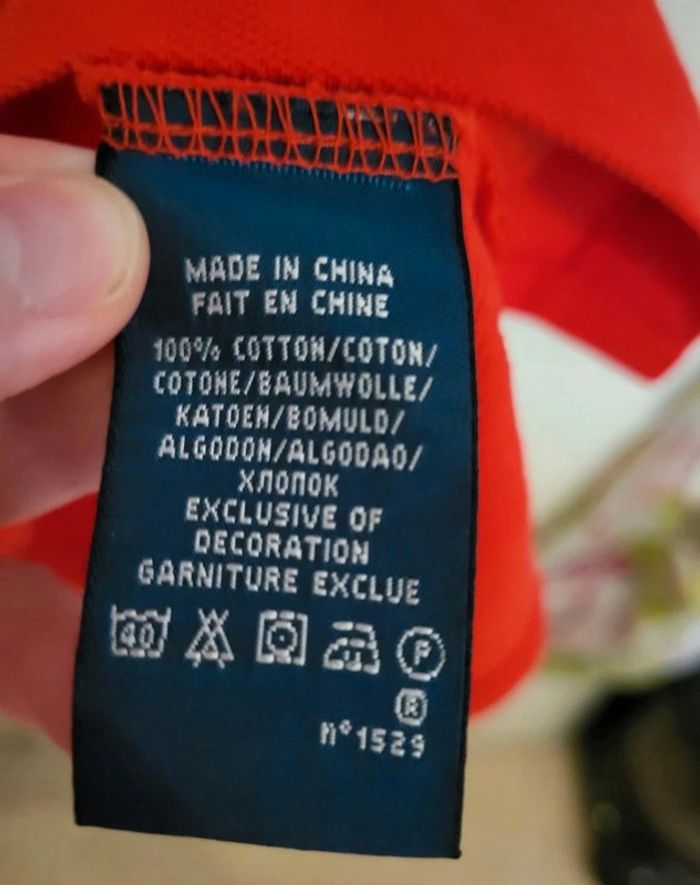 MADE IN CHINA
FAIT EN CHINE
100% COTTON/COTON/
COTONE/BAUMWOLLE/
KATOEN/BOMULD/
ALGODON/ALGODAO/
ХЛОПОК
EXCLUSIVE OF
DECORATION
GARNITURE EXCLUE
40 P
®
n°1529